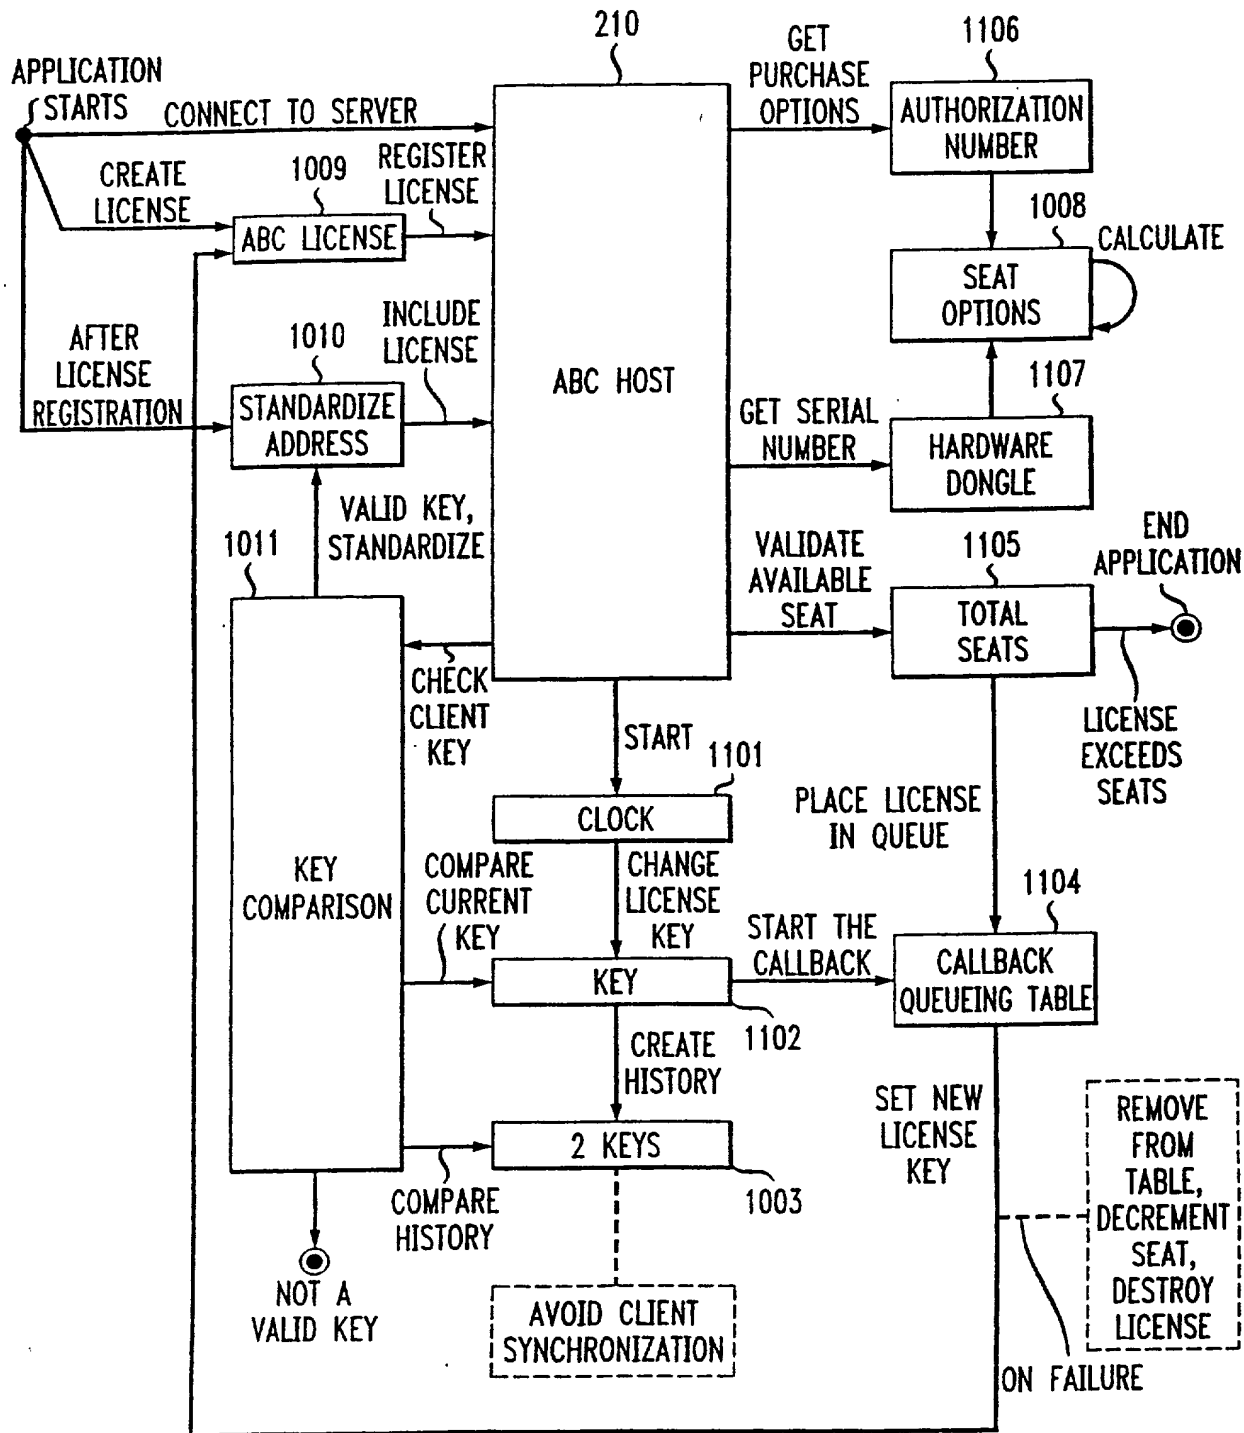 210
GET
PURCHASE
OPTIONS
1106
APPLICATION
STARTS
CONNECT TO SERVER
AUTHORIZATION
NUMBER
CREATE
LICENSE
1009
REGISTER
LICENSE
ABC LICENSE
1008
CALCULATE
SEAT
OPTIONS
AFTER
LICENSE
REGISTRATION
1010
INCLUDE
LICENSE
STANDARDIZE
ADDRESS
ABC HOST
1107
GET SERIAL
NUMBER
HARDWARE
DONGLE
VALID KEY,
STANDARDIZE
1011
VALIDATE
AVAILABLE
SEAT
1105
TOTAL
SEATS
END
APPLICATION
CHECK
CLIENT
KEY
START
1101
CLOCK
LICENSE
EXCEEDS
SEATS
PLACE LICENSE
IN QUEUE
KEY
COMPARISON
COMPARE
CURRENT
KEY
CHANGE
LICENSE
KEY
START THE
CALLBACK
1104
KEY
1102
CALLBACK
QUEUEING TABLE
CREATE
HISTORY
SET NEW
LICENSE
KEY
2 KEYS
1003
COMPARE
HISTORY
REMOVE
FROM
TABLE,
DECREMENT
SEAT,
DESTROY
LICENSE
NOT A
VALID KEY
AVOID CLIENT
SYNCHRONIZATION
ON FAILURE